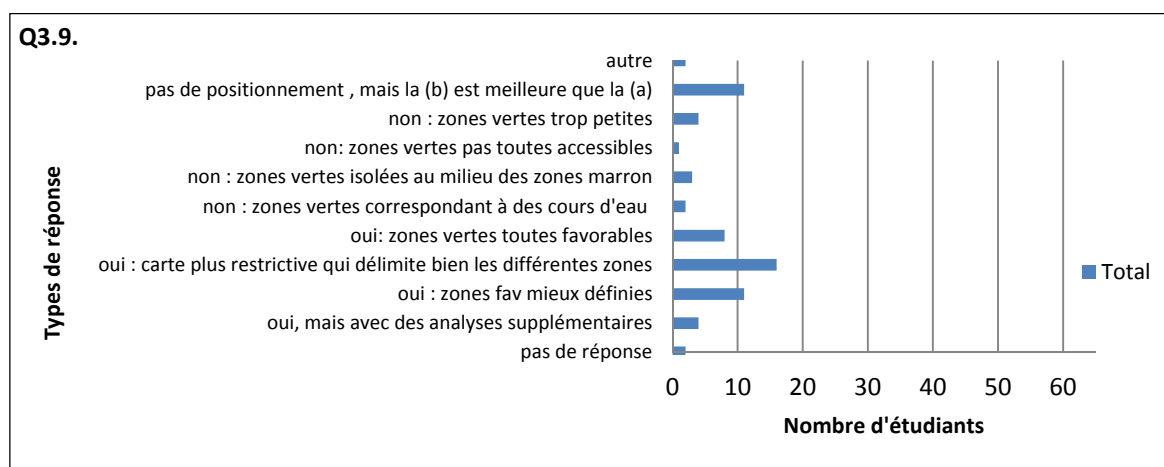 Q3.9.
autre
pas de positionnement , mais la (b) est meilleure que la (a)
non : zones vertes trop petites
non: zones vertes pas toutes accessibles
non : zones vertes isolées au milieu des zones marron
non : zones vertes correspondant à des cours d'eau
oui: zones vertes toutes favorables
oui : carte plus restrictive qui délimite bien les différentes zones
oui : zones fav mieux définies
oui, mais avec des analyses supplémentaires
pas de réponse
Types de réponse
0 10 20 30 40 50 60
Nombre d'étudiants
Total